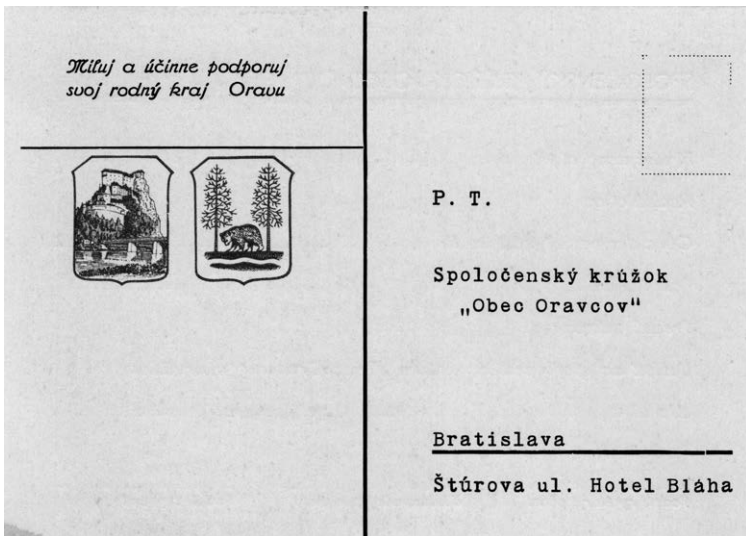 Miluj a účinne podporuj
svoj rodný kraj Oravu
P. T.
Spoločenský krúžok
„Obec Oravcov"
Bratislava
Štúrova ul. Hotel Bláha